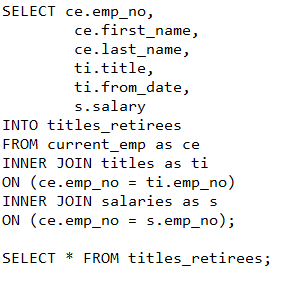 SELECT ce.emp_no,
ce.first_name,
ce.last_name,
ti.title,
ti.from_date,
s.salary
INTO titles_retirees
FROM current_emp as ce
INNER JOIN titles as ti
ON (ce.emp_no = ti.emp_no)
INNER JOIN salaries as s
ON (ce.emp_no = s.emp_no);
SELECT * FROM titles_retirees;